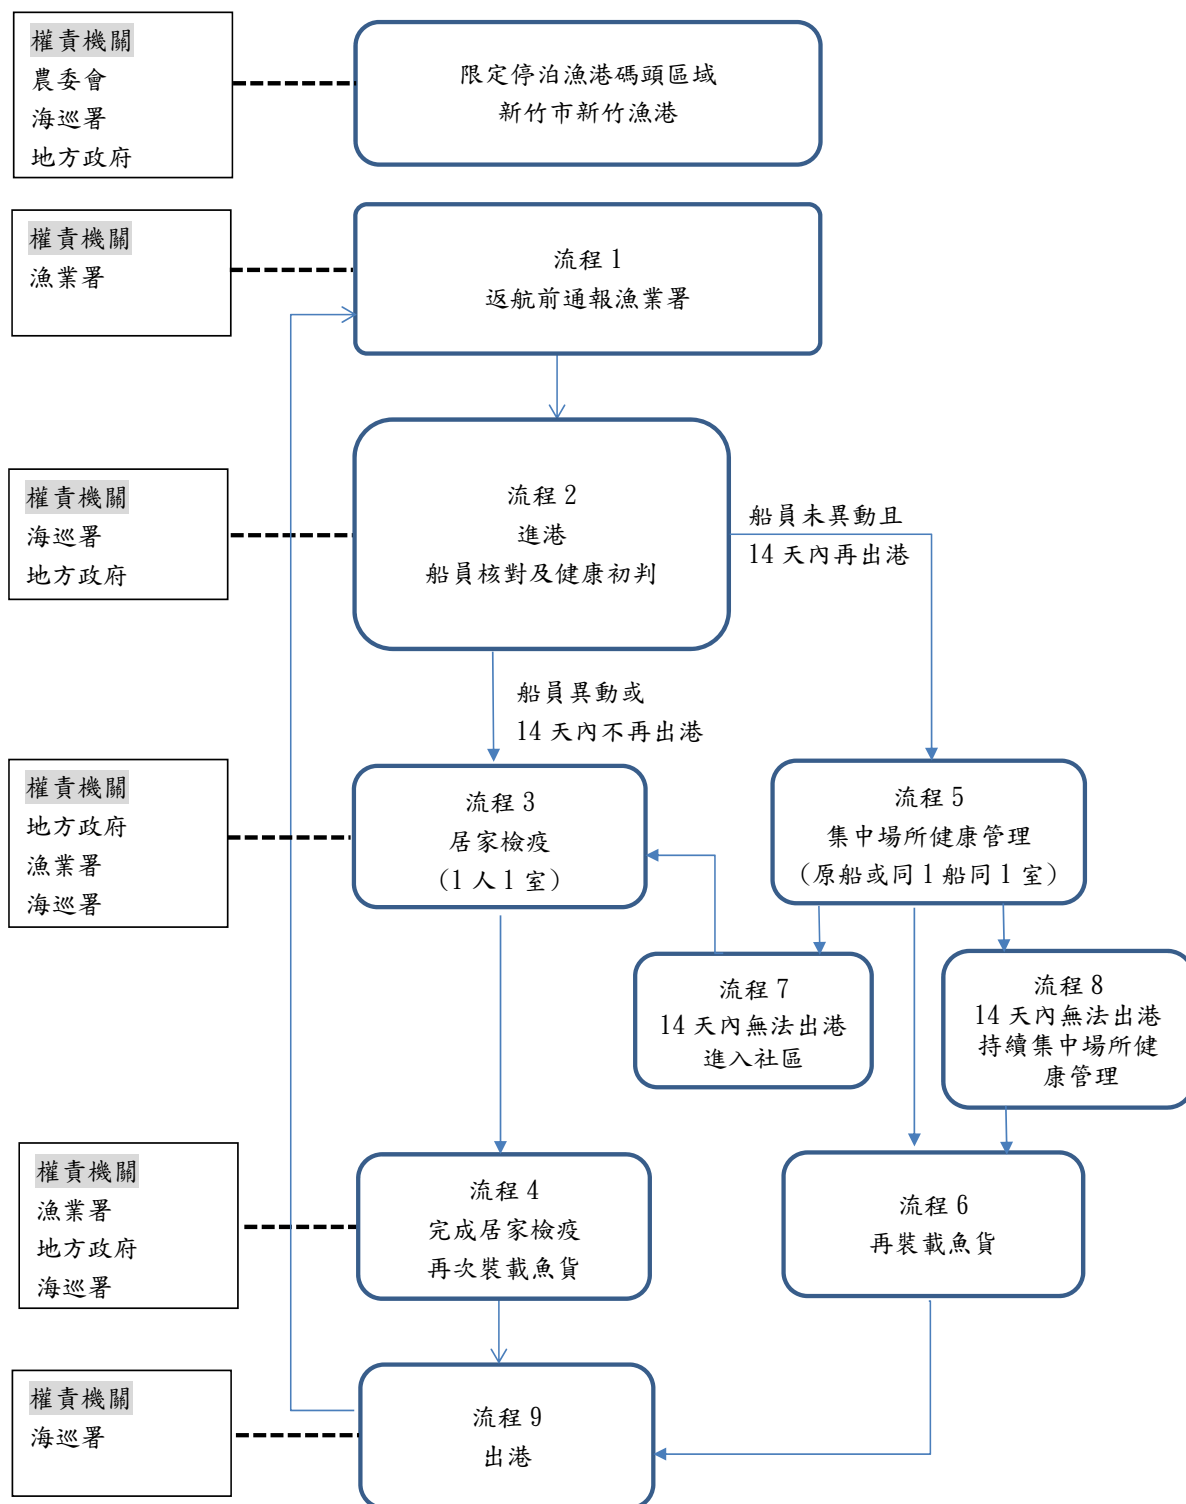 權責機關
農委會
海巡署
地方政府
限定停泊漁港碼頭區域
新竹市新竹漁港
權責機關
漁業署
流程 1
返航前通報漁業署
權責機關
海巡署
地方政府
流程 2
進港
船員核對及健康初判
船員未異動且
14 天內再出港
船員異動或
14 天內不再出港
權責機關
地方政府
漁業署
海巡署
流程 3
居家檢疫
（1 人 1 室）
流程 5
集中場所健康管理
（原船或同 1 船同 1 室）
流程 7
14 天內無法出港
進入社區
流程 8
14 天內無法出港
持續集中場所健
康管理
權責機關
漁業署
地方政府
海巡署
流程 4
完成居家檢疫
再次裝載魚貨
流程 6
再裝載魚貨
權責機關
海巡署
流程 9
出港